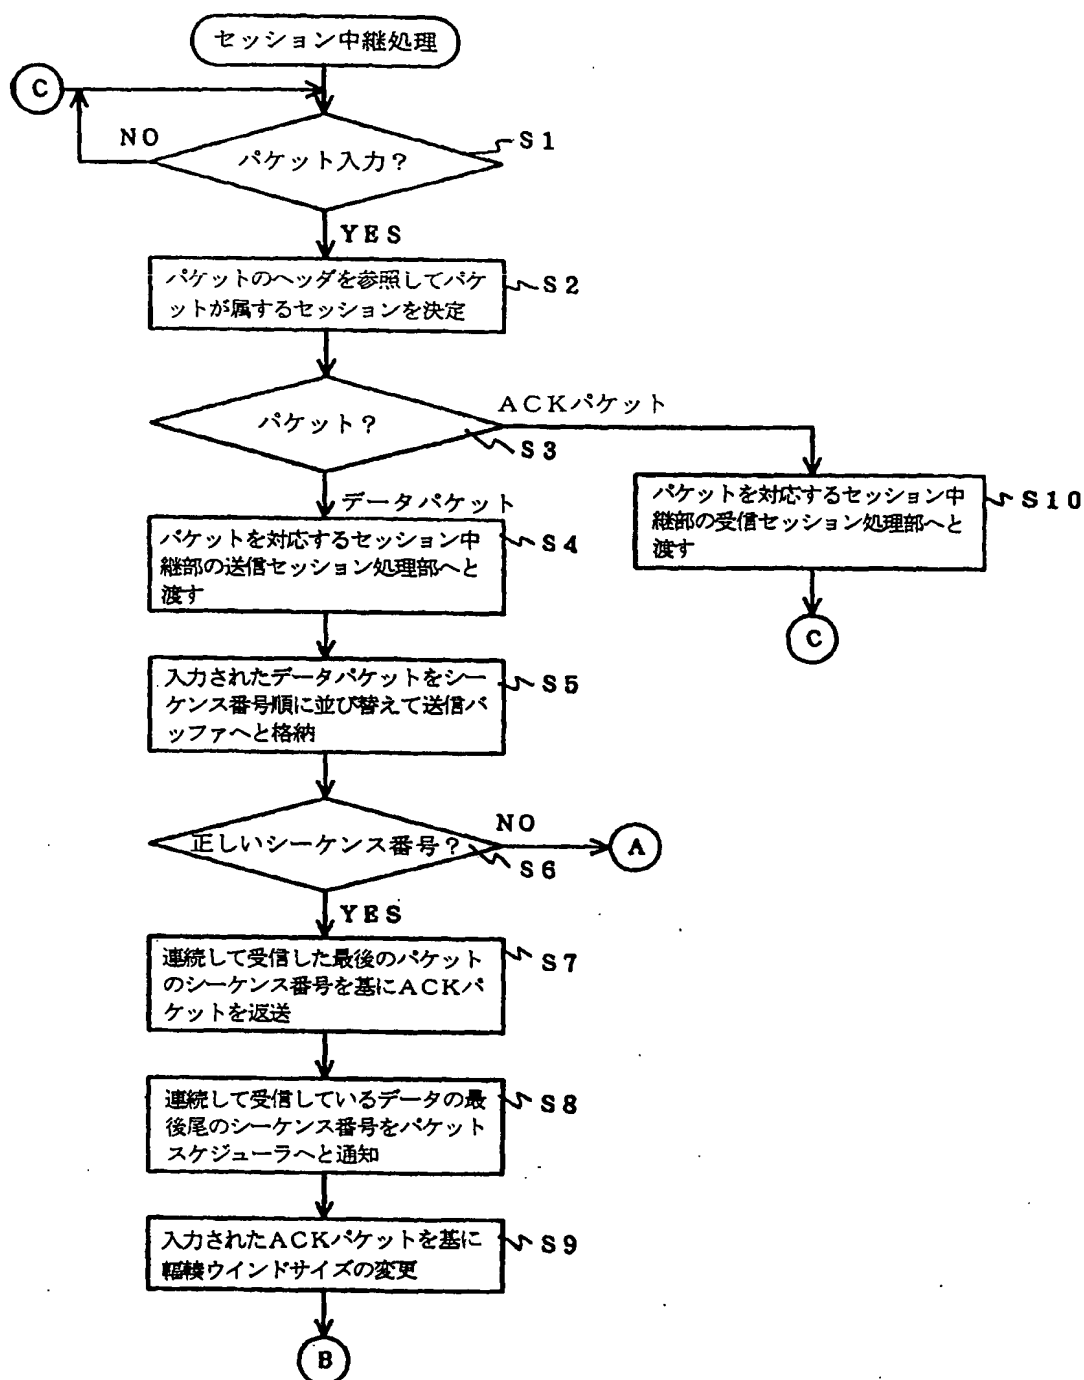 セッション中継処理
C
NO
パケット入力?
S1
YES
パケットのヘッダを参照してパケ
ットが属するセッションを決定
S2
パケット?
ACKパケット
S3
データパケット
パケットを対応するセッション中
継部の送信セッション処理部へと
渡す
S4
パケットを対応するセッション中
継部の受信セッション処理部へと
渡す
S10
C
入力されたデータパケットをシー
ケンス番号順に並び替えて送信バ
ッファへと格納
S5
正しいシーケンス番号?
NO
S6
A
YES
連続して受信した最後のパケット
のシーケンス番号を基にACKパ
ケットを返送
S7
連続して受信しているデータの最
後尾のシーケンス番号をパケット
スケジューラへと通知
S8
入力されたACKパケットを基に
輻輳ウインドサイズの変更
S9
B